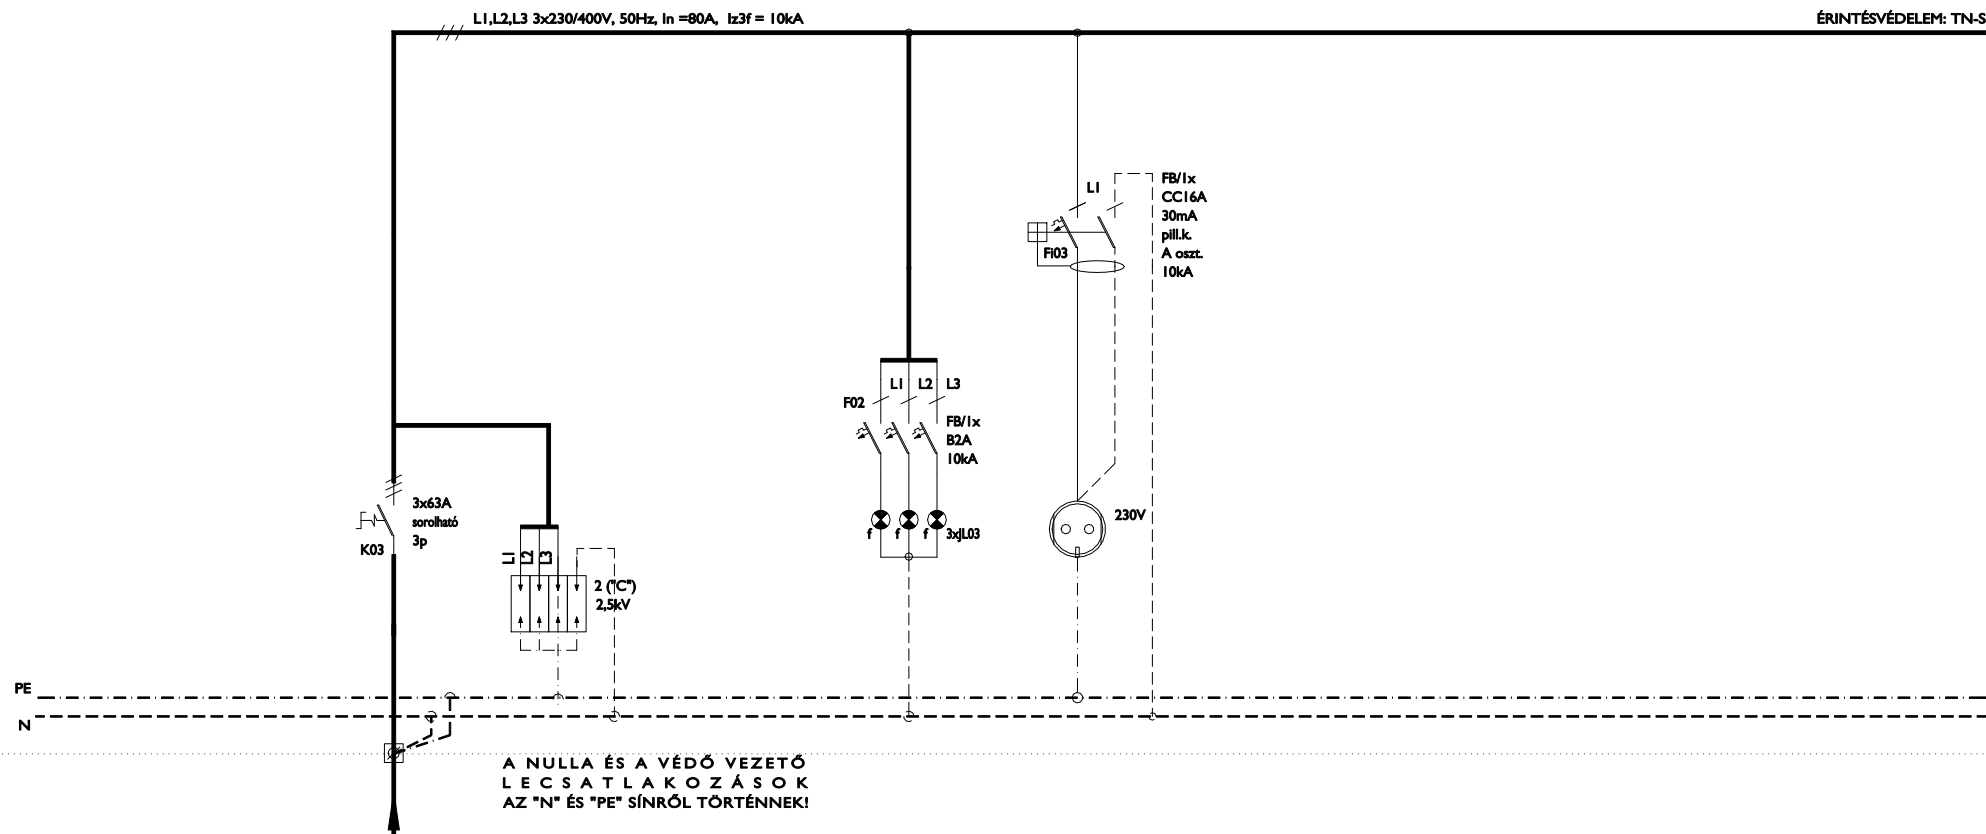 L1,L2,L3 3x230/400V, 50Hz, In =80A, Iz3f = 10kA
ÉRINTÉSVÉDELEM: TN-S
L1
FB/1x
CC16A
30mA
pill.k.
A oszt.
10kA
Fi03
L1 L2 L3
F02
FB/1x
B2A
10kA
f f f 3xJL03
230V
3x63A
sorolható
3p
K03
L1
L2
L3
2 ("C")
2,5kV
PE
N
A NULLA ÉS A VÉDŐ VEZETŐ
LECSATLAKOZÁSOK
AZ "N" ÉS "PE" SÍNRŐL TÖRTÉNNEK!